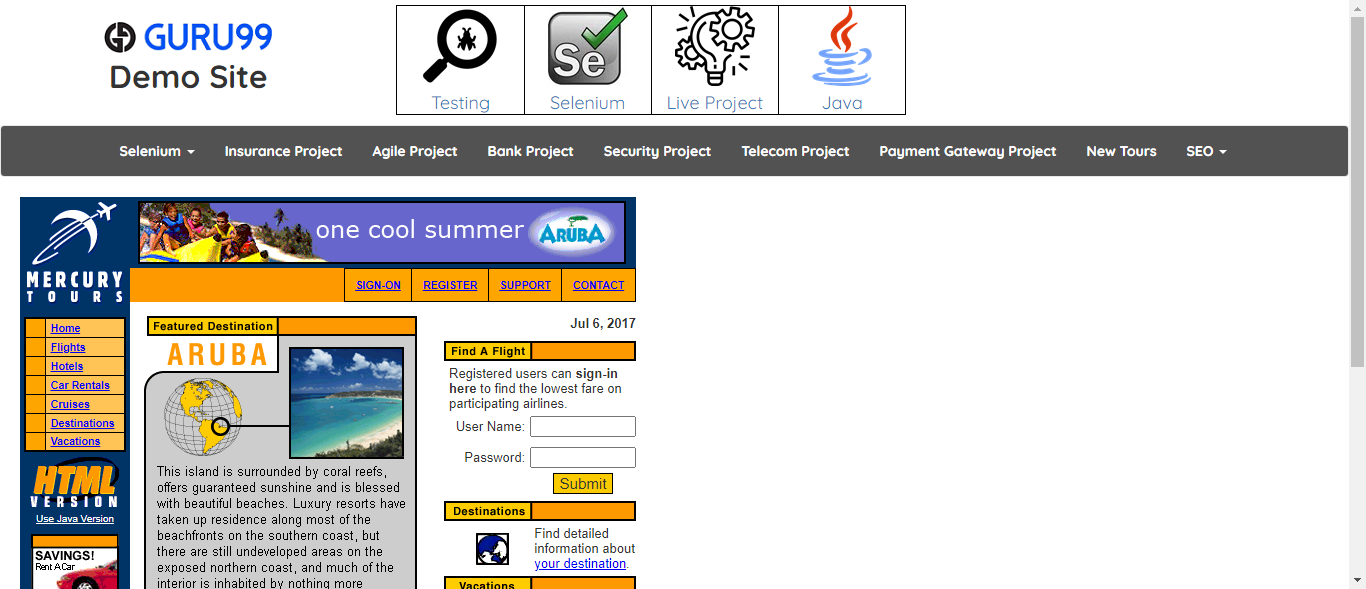 GURU99
Demo Site
Testing
Selenium
Live Project
Java
Se
Selenium
Insurance Project
Agile Project
Bank Project
Security Project
Telecom Project
Payment Gateway Project
New Tours
SEO
MERCURY
TOURS
one cool summer
ARUBA
SIGN-ON
REGISTER
SUPPORT
CONTACT
Home
Flights
Hotels
Car Rentals
Cruises
Destinations
Vacations
HTML
VERSION
Use Java Version
SAVINGS!
Rent A Car
Featured Destination
ARUBA
This island is surrounded by coral reefs,
offers guaranteed sunshine and is blessed
with beautiful beaches. Luxury resorts have
taken up residence along most of the
beachfronts on the southern coast, but
there are still undeveloped areas on the
exposed northern coast, and much of the
interior is inhabited by nothing more
Jul 6, 2017
Find A Flight
Registered users can sign-in
here to find the lowest fare on
participating airlines.
User Name:
Password:
Submit
Destinations
Find detailed
information about
your destination.
Vacations